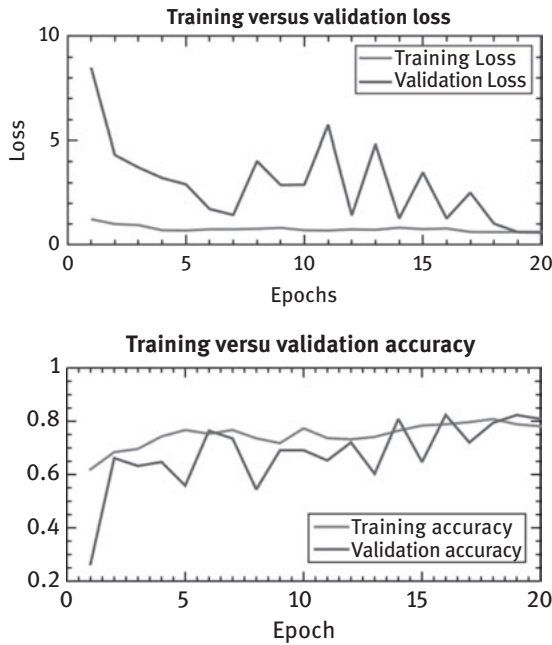 Training versus validation loss
10
Training Loss
Validation Loss
Loss
5
0
0 5 10 15 20
Epochs
Training versu validation accuracy
1
0.8
0.6
0.4
Training accuracy
Validation accuracy
0.2
0 5 10 15 20
Epoch